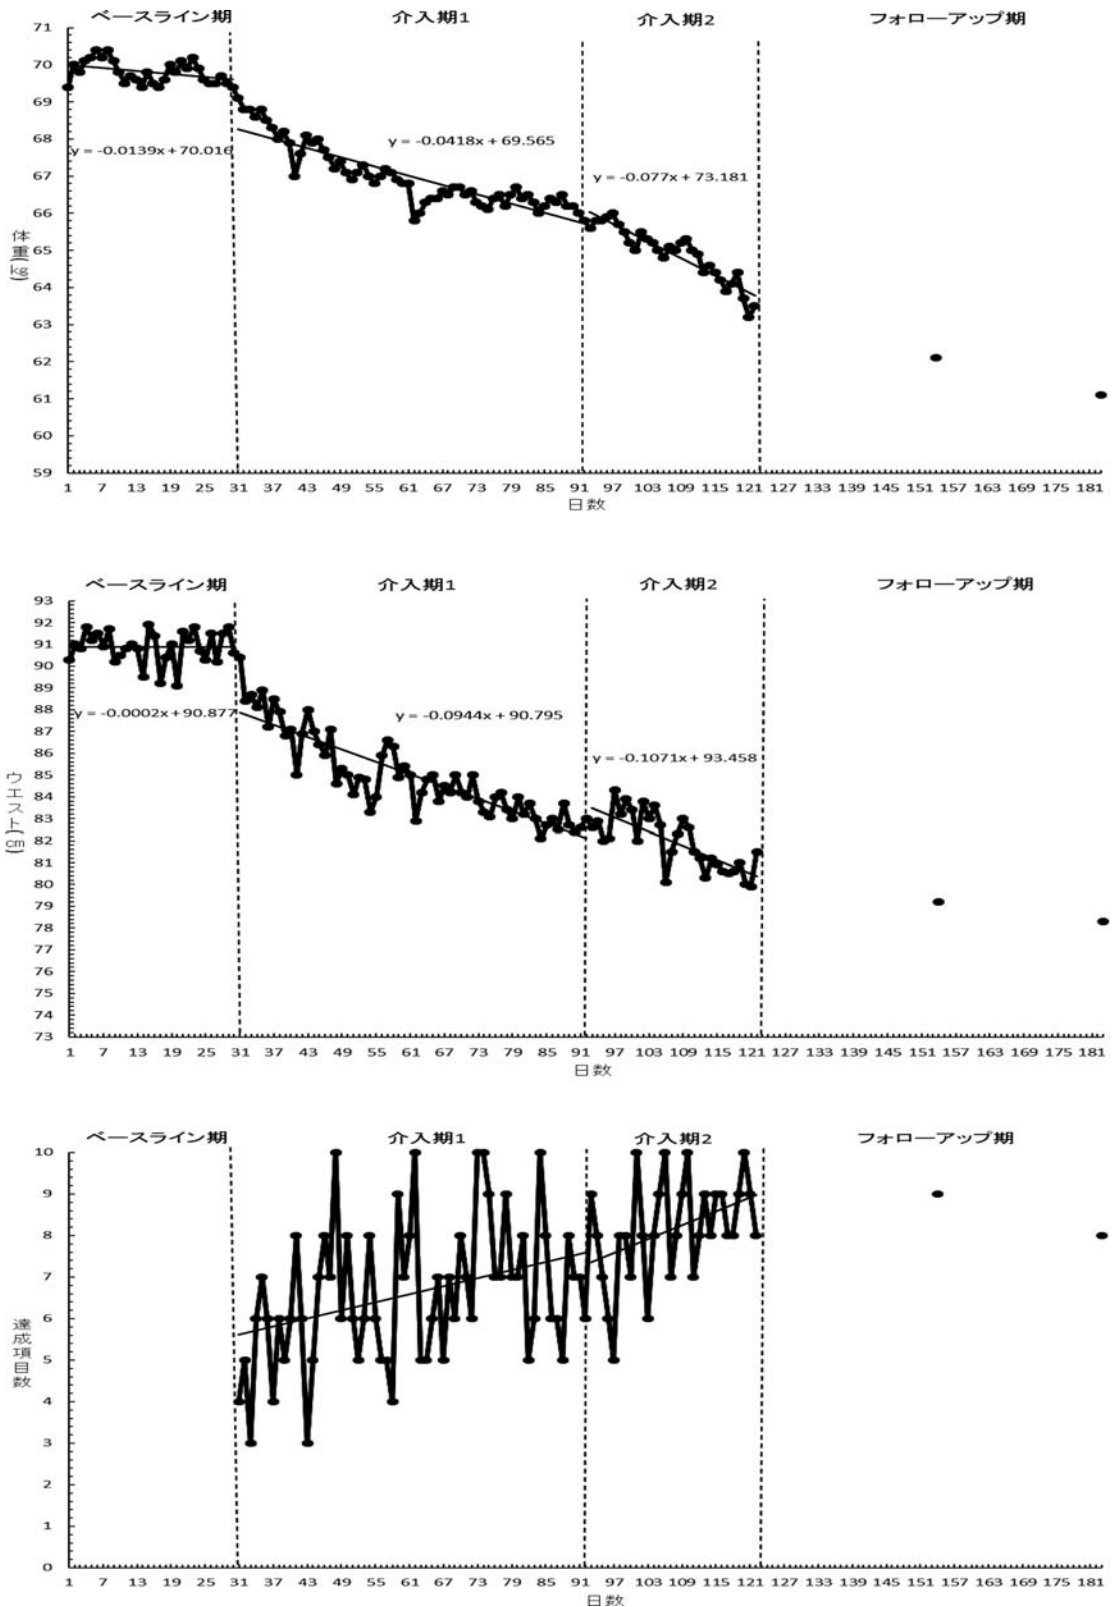 ベースライン期 介入期1 介入期2 フォローアップ期
71
70
69
68
67
66
65
64
63
62
61
60
59
y = -0.0139x + 70.016
y = -0.0418x + 69.565
y = -0.077x + 73.181
体重(kg)
1 7 13 19 25 31 37 43 49 55 61 67 73 79 85 91 97 103 109 115 121 127 133 139 145 151 157 163 169 175 181
日数
ベースライン期 介入期1 介入期2 フォローアップ期
93
92
91
90
89
88
87
86
85
84
83
82
81
80
79
78
77
76
75
74
73
y = -0.0002x + 90.877
y = -0.0944x + 90.795
y = -0.1071x + 93.458
ウエスト(cm)
1 7 13 19 25 31 37 43 49 55 61 67 73 79 85 91 97 103 109 115 121 127 133 139 145 151 157 163 169 175 181
日数
ベースライン期 介入期1 介入期2 フォローアップ期
10
9
8
7
6
5
4
3
2
1
0
達成項目数
1 7 13 19 25 31 37 43 49 55 61 67 73 79 85 91 97 103 109 115 121 127 133 139 145 151 157 163 169 175 181
日数